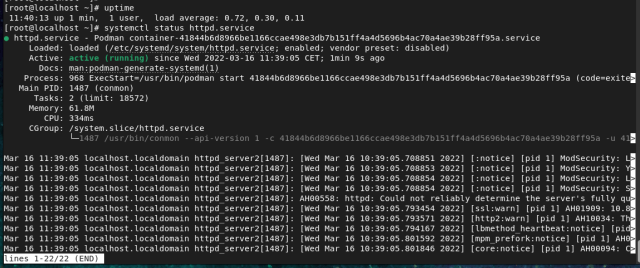 [root@localhost ~]# uptime
 11:40:13 up 1 min,  1 user,  load average: 0.72, 0.30, 0.11
[root@localhost ~]# systemctl status httpd.service
● httpd.service - Podman container-41844b6d8966be1166ccae498e3db7b151ff4a4d5696b4ac70a4ae39b28ff95a.service
     Loaded: loaded (/etc/systemd/system/httpd.service; enabled; vendor preset: disabled)
     Active: active (running) since Wed 2022-03-16 11:39:05 CET; 1min 9s ago
       Docs: man:podman-generate-systemd(1)
    Process: 968 ExecStart=/usr/bin/podman start 41844b6d8966be1166ccae498e3db7b151ff4a4d5696b4ac70a4ae39b28ff95a (code=exite>
   Main PID: 1487 (conmon)
      Tasks: 2 (limit: 18572)
     Memory: 61.8M
        CPU: 334ms
     CGroup: /system.slice/httpd.service
             └─1487 /usr/bin/conmon --api-version 1 -c 41844b6d8966be1166ccae498e3db7b151ff4a4d5696b4ac70a4ae39b28ff95a -u 41>
Mar 16 11:39:05 localhost.localdomain httpd_server2[1487]: [Wed Mar 16 10:39:05.708851 2022] [:notice] [pid 1] ModSecurity: L>
Mar 16 11:39:05 localhost.localdomain httpd_server2[1487]: [Wed Mar 16 10:39:05.708853 2022] [:notice] [pid 1] ModSecurity: Y>
Mar 16 11:39:05 localhost.localdomain httpd_server2[1487]: [Wed Mar 16 10:39:05.708854 2022] [:notice] [pid 1] ModSecurity: L>
Mar 16 11:39:05 localhost.localdomain httpd_server2[1487]: [Wed Mar 16 10:39:05.708854 2022] [:notice] [pid 1] ModSecurity: S>
Mar 16 11:39:05 localhost.localdomain httpd_server2[1487]: AH00558: httpd: Could not reliably determine the server's fully qu>
Mar 16 11:39:05 localhost.localdomain httpd_server2[1487]: [Wed Mar 16 10:39:05.793454 2022] [ssl:warn] [pid 1] AH01909: 10.8>
Mar 16 11:39:05 localhost.localdomain httpd_server2[1487]: [Wed Mar 16 10:39:05.793571 2022] [http2:warn] [pid 1] AH10034: Th>
Mar 16 11:39:05 localhost.localdomain httpd_server2[1487]: [Wed Mar 16 10:39:05.794167 2022] [lbmethod_heartbeat:notice] [pid>
Mar 16 11:39:05 localhost.localdomain httpd_server2[1487]: [Wed Mar 16 10:39:05.801592 2022] [mpm_prefork:notice] [pid 1] AH0>
Mar 16 11:39:05 localhost.localdomain httpd_server2[1487]: [Wed Mar 16 10:39:05.801846 2022] [core:notice] [pid 1] AH00094: C>
lines 1-22/22 (END)